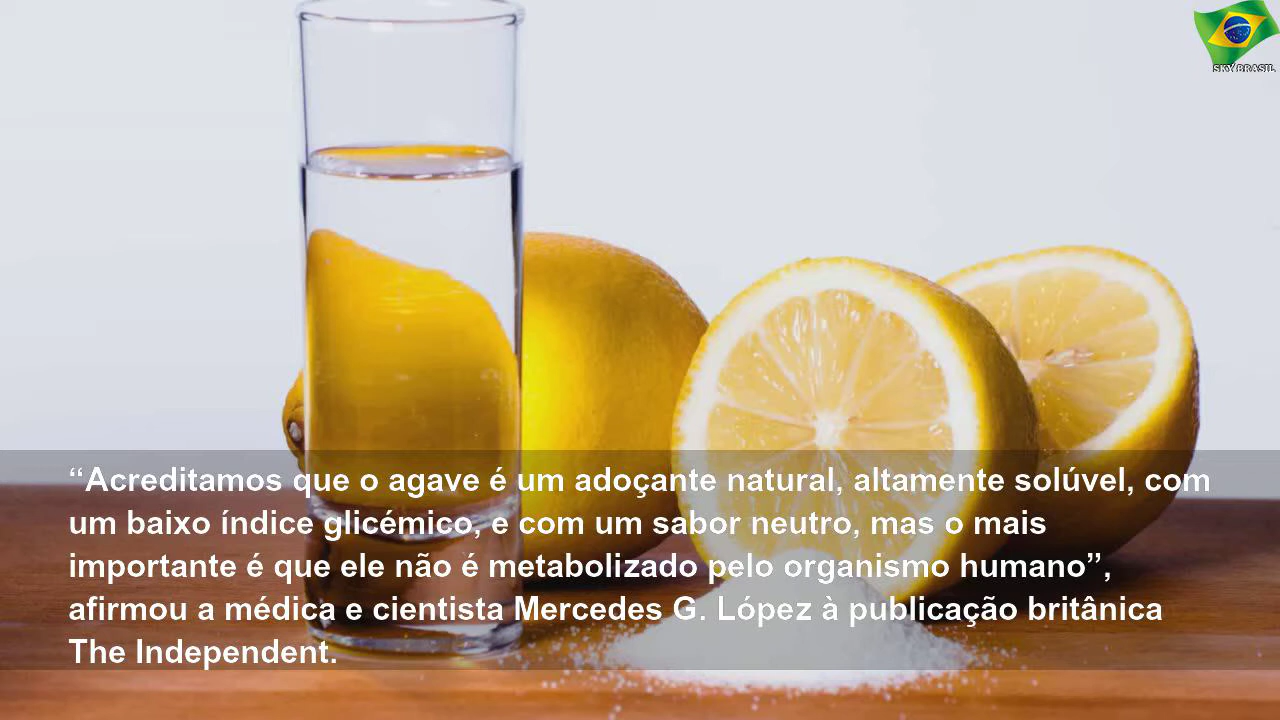 SKY BRASIL
“Acreditamos que o agave é um adoçante natural, altamente solúvel, com
um baixo índice glicémico, e com um sabor neutro, mas o mais
importante é que ele não é metabolizado pelo organismo humano”,
afirmou a médica e cientista Mercedes G. López à publicação britânica
The Independent.